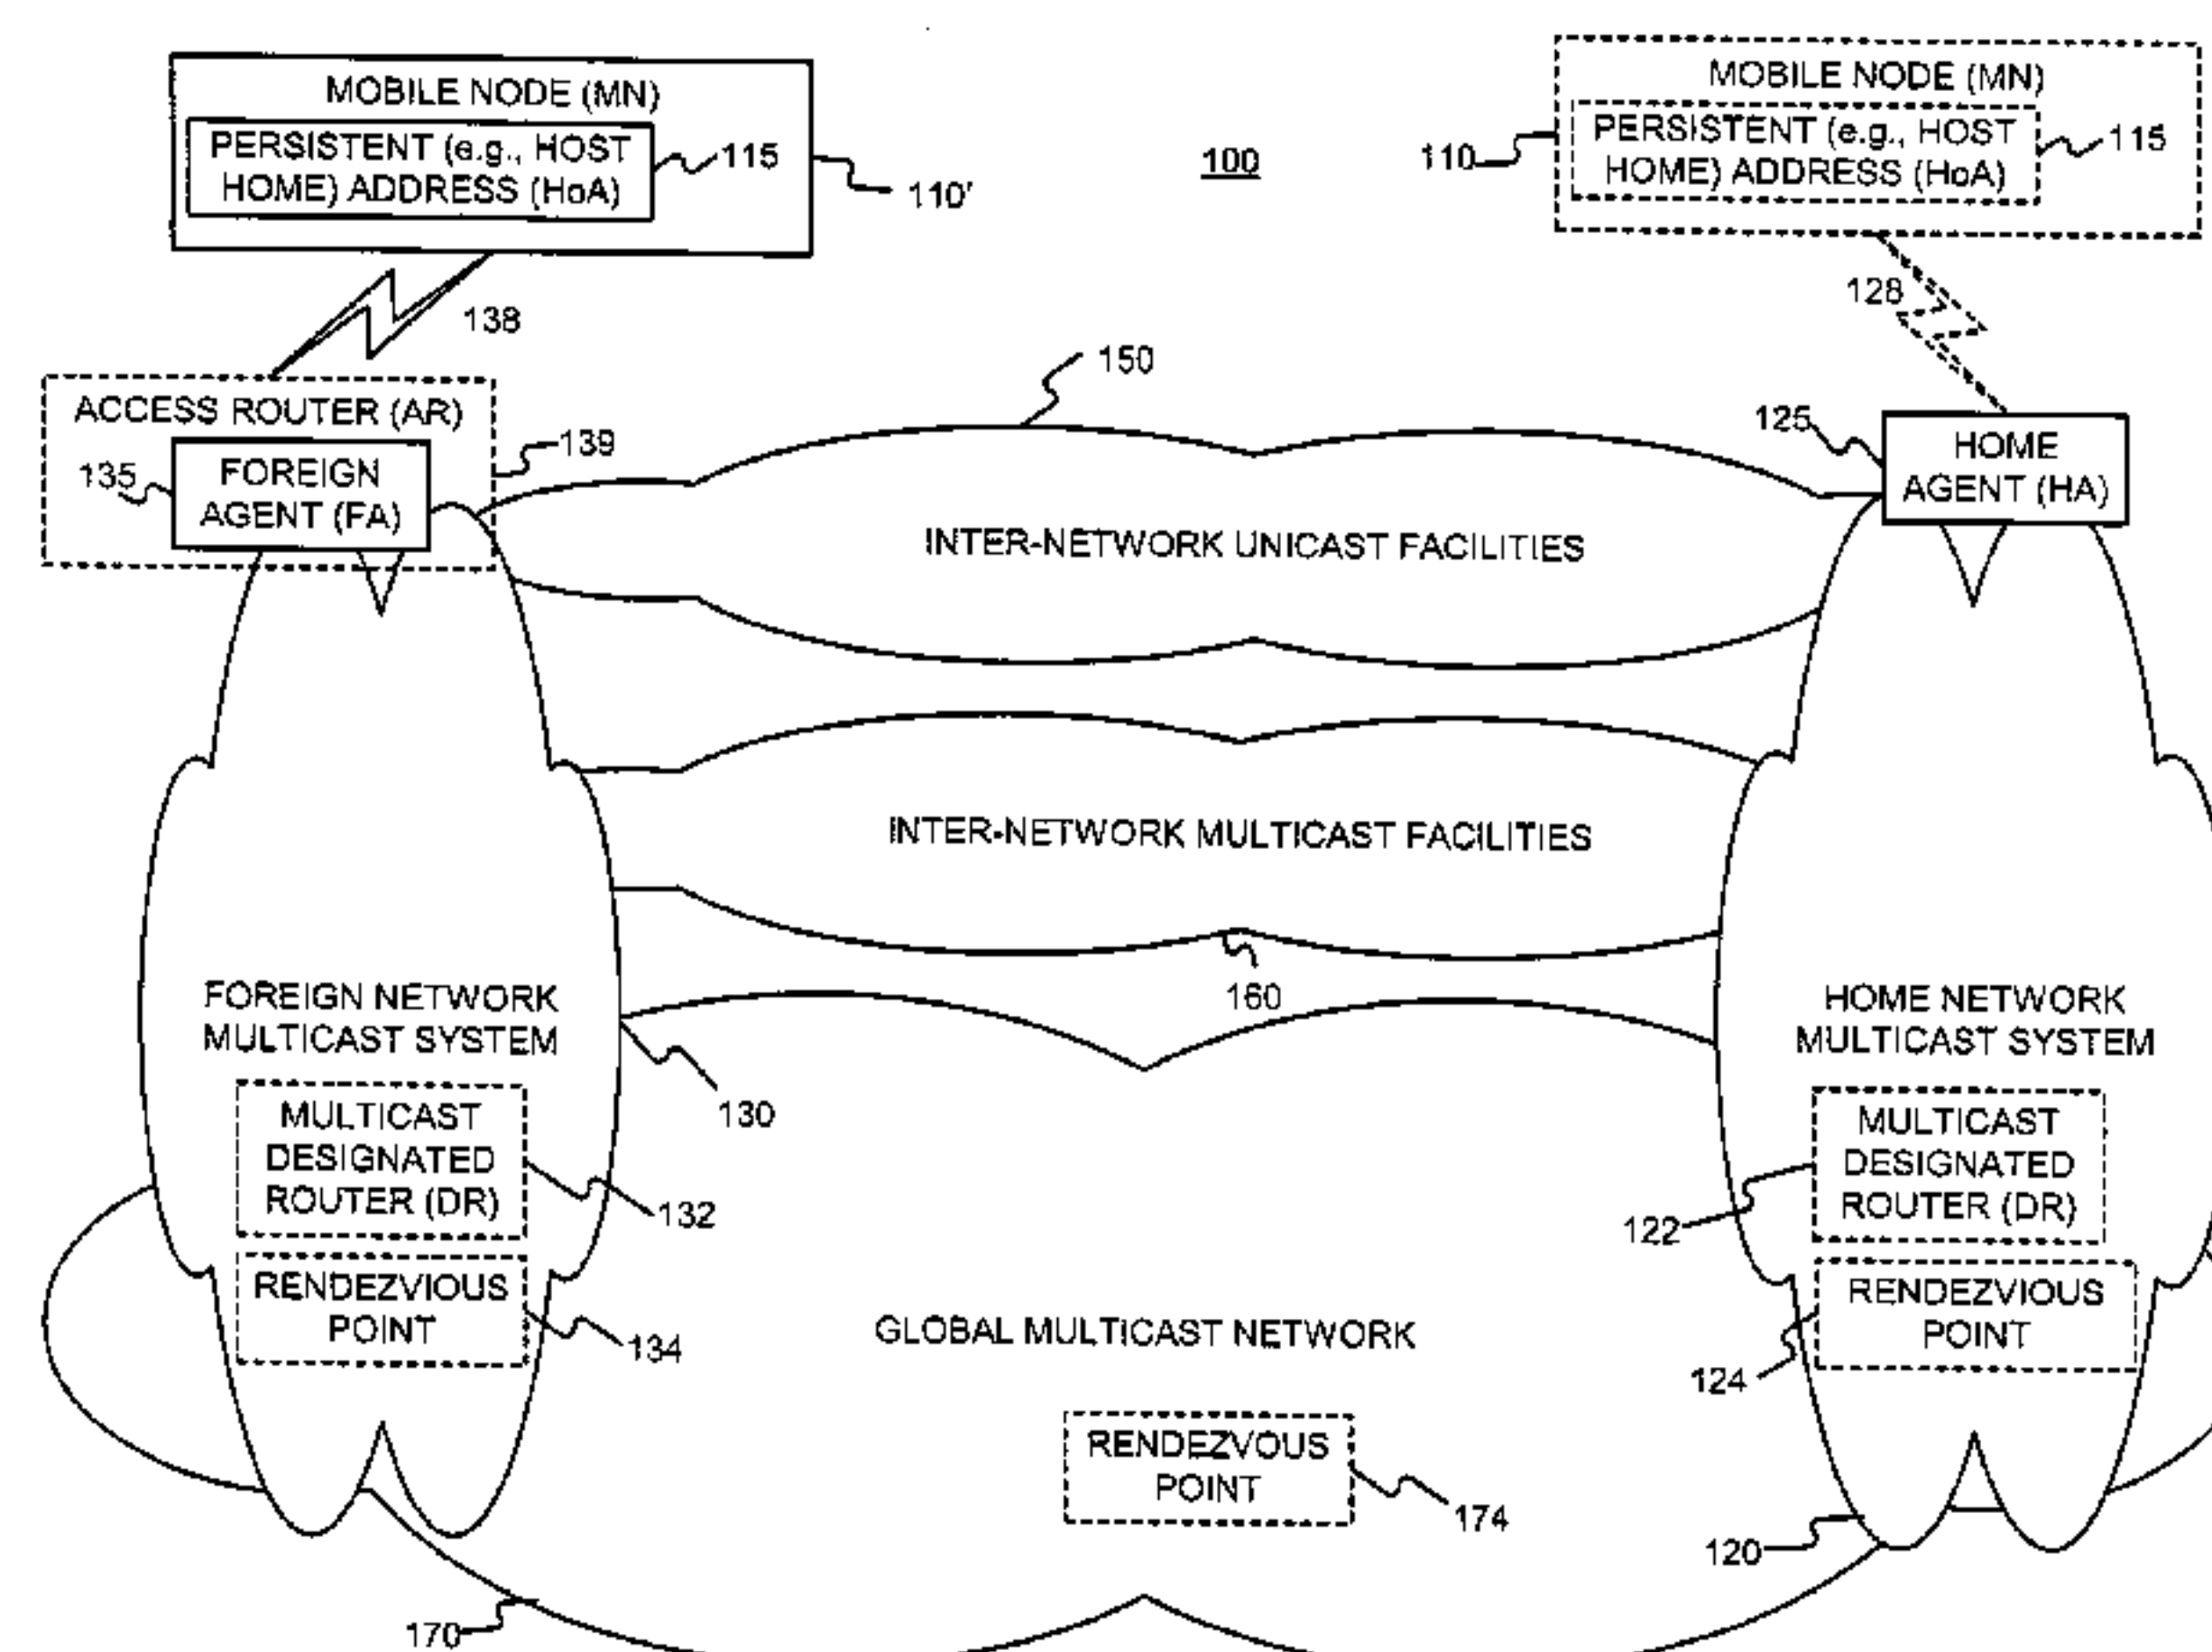 MOBILE NODE (MN)
PERSISTENT (e.g., HOST
HOME) ADDRESS (HoA)
115
110'
100
MOBILE NODE (MN)
PERSISTENT (e.g., HOST
HOME) ADDRESS (HoA)
110
115
138
128
150
ACCESS ROUTER (AR)
139
FOREIGN
AGENT (FA)
135
125
HOME
AGENT (HA)
INTER-NETWORK UNICAST FACILITIES
INTER-NETWORK MULTICAST FACILITIES
160
FOREIGN NETWORK
MULTICAST SYSTEM
130
HOME NETWORK
MULTICAST SYSTEM
MULTICAST
DESIGNATED
ROUTER (DR)
132
MULTICAST
DESIGNATED
ROUTER (DR)
122
RENDEZVIOUS
POINT
134
GLOBAL MULTICAST NETWORK
RENDEZVIOUS
POINT
124
RENDEZVOUS
POINT
174
120
170